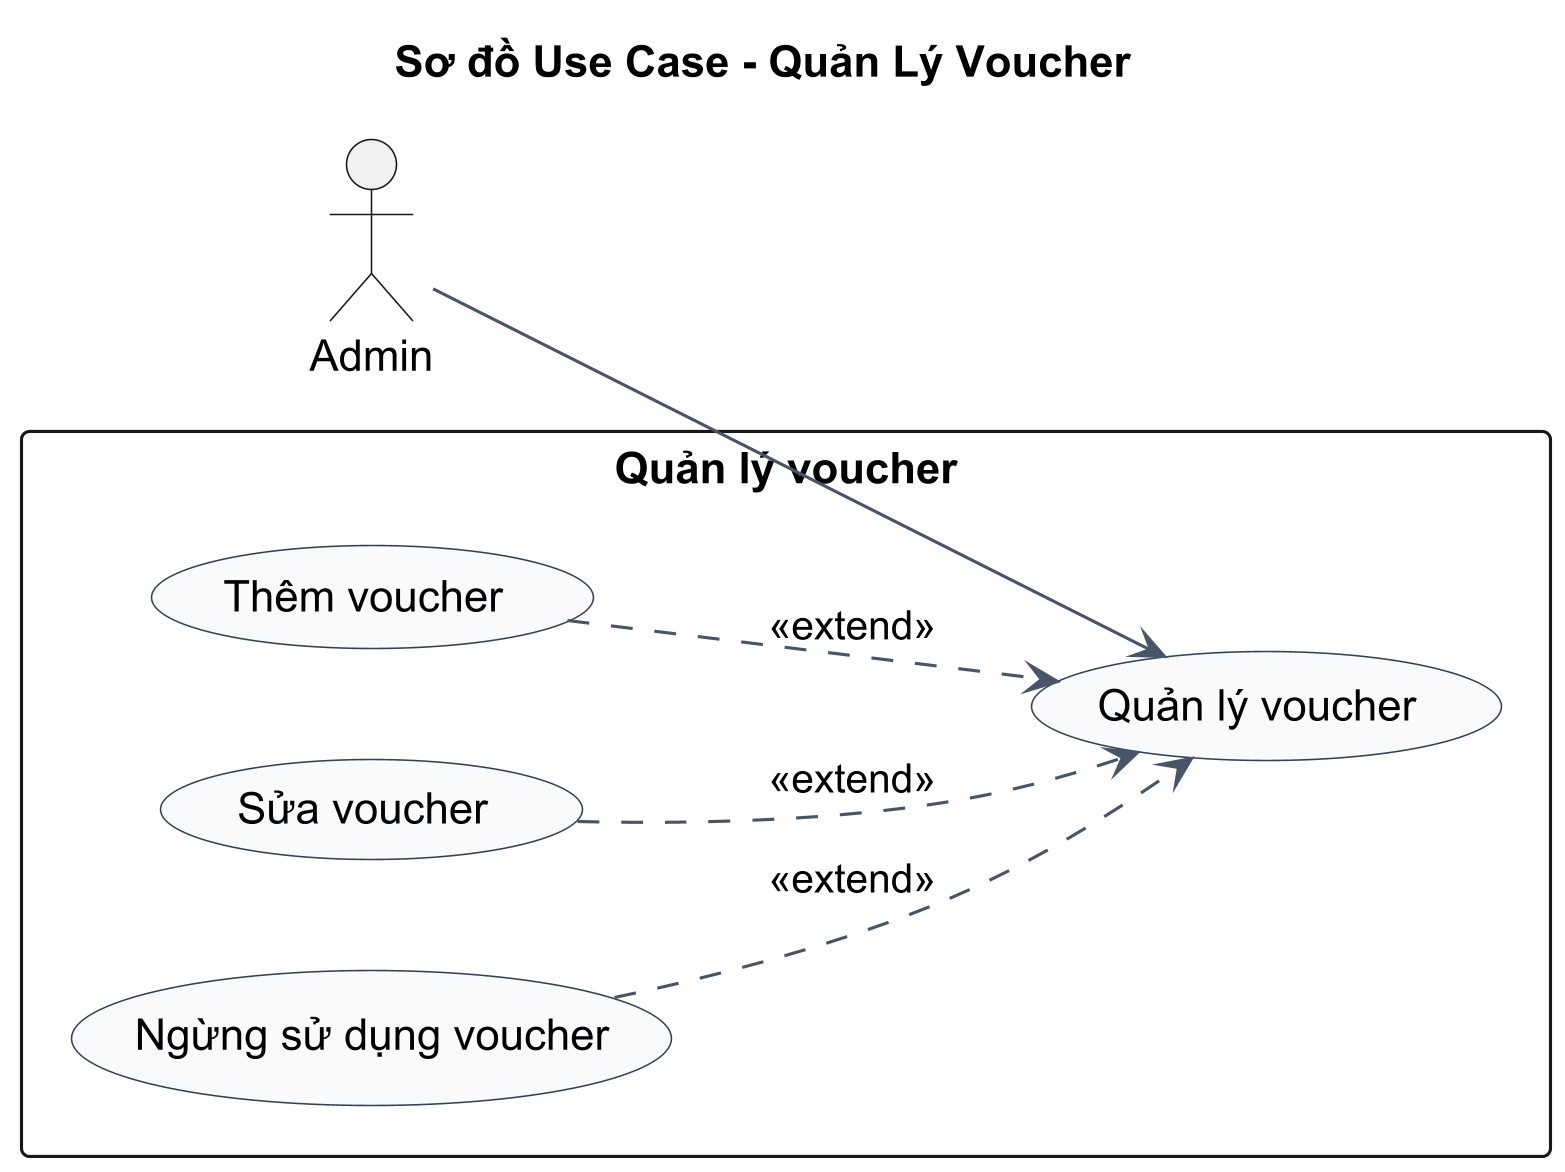 Sơ đồ Use Case - Quản Lý Voucher
Admin
Quản lý voucher
Thêm voucher
«extend»
Quản lý voucher
Sửa voucher
«extend»
«extend»
Ngừng sử dụng voucher